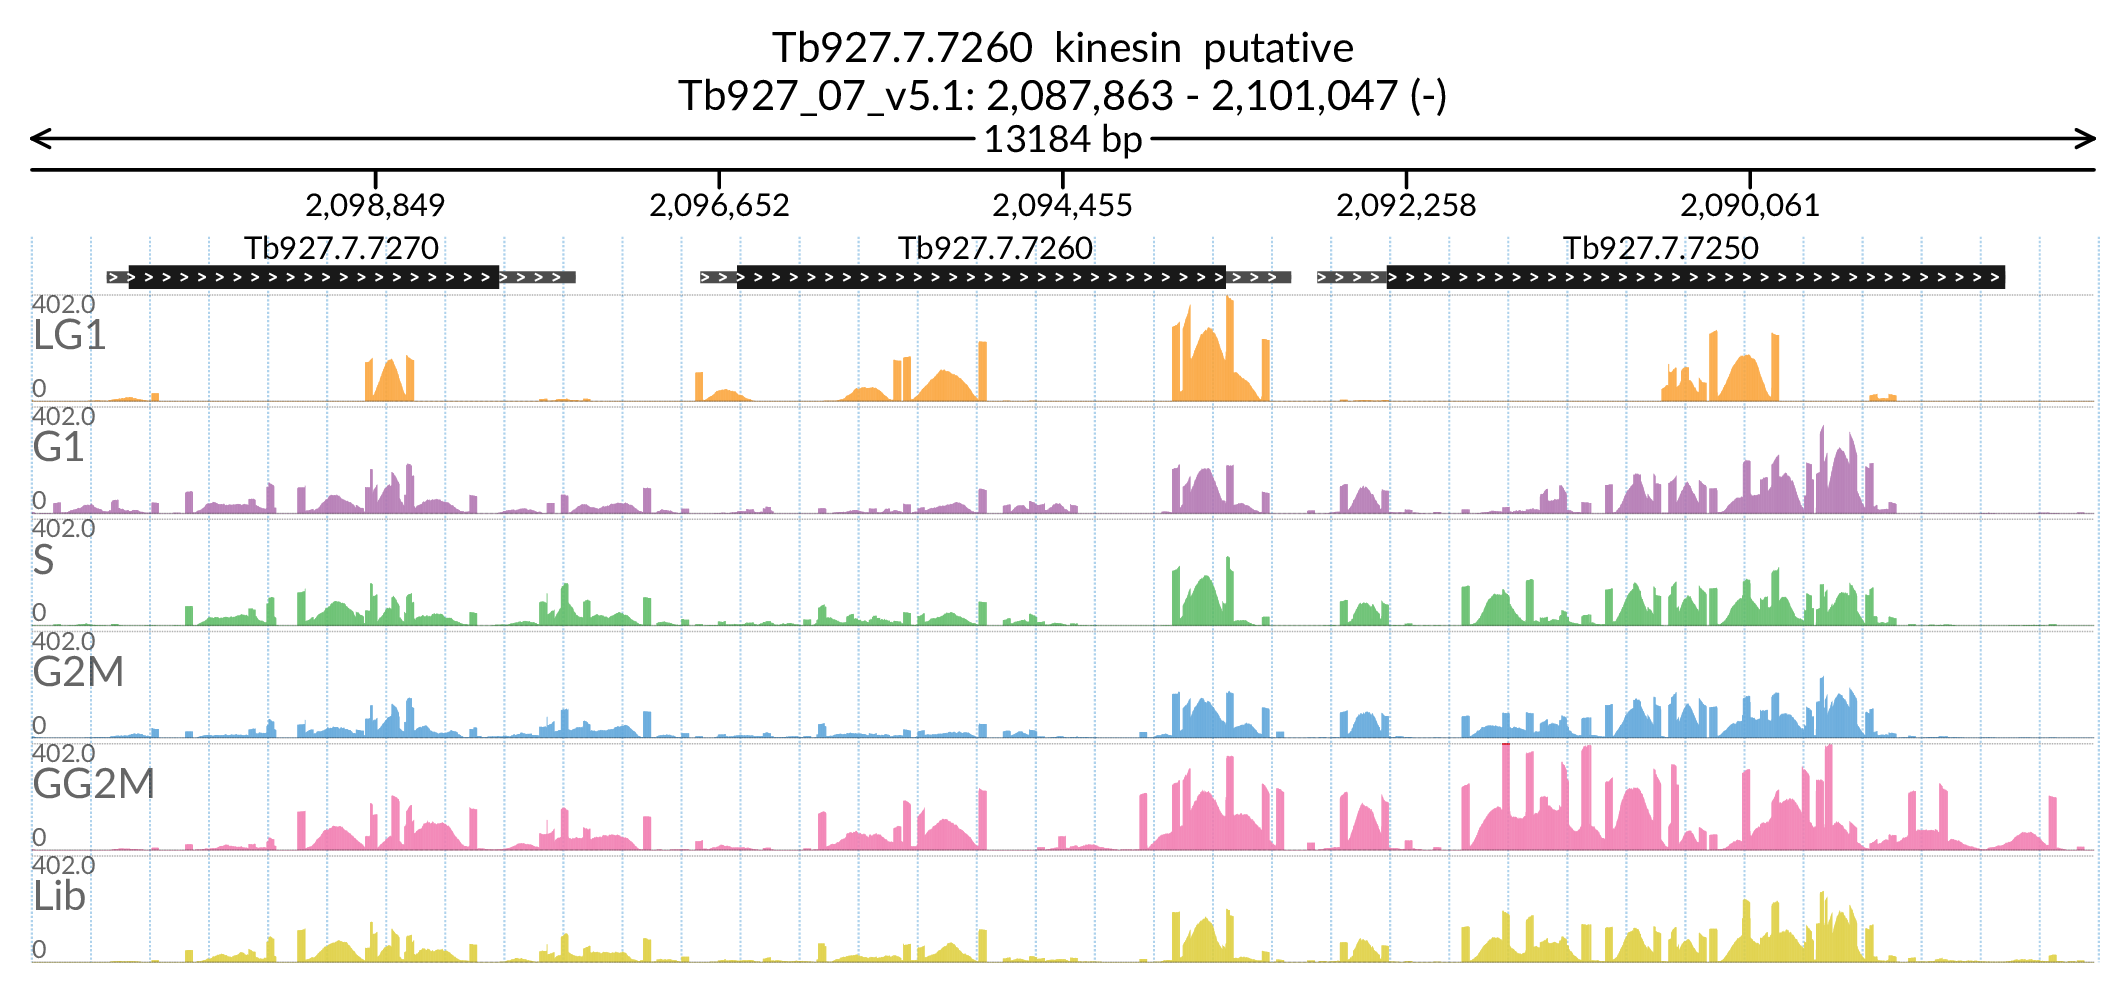 Tb927.7.7260 kinesin putative
Tb927_07_v5.1: 2,087,863 - 2,101,047 (-)
13184 bp
2,098,849 2,096,652 2,094,455 2,092,258 2,090,061
Tb927.7.7270 Tb927.7.7260 Tb927.7.7250
402.0
LG1
0
402.0
G1
0
402.0
S
0
402.0
G2M
0
402.0
GG2M
0
402.0
Lib
0